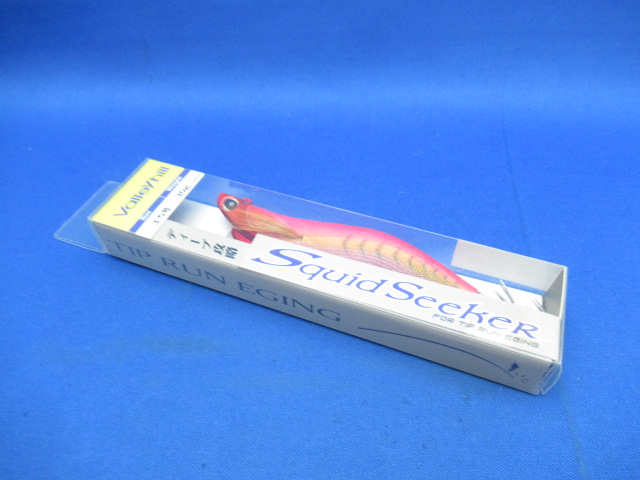 Valleyhill
ディープ攻略
Squid Seeker
FOR TIP RUN EGING
TIP RUN EGING